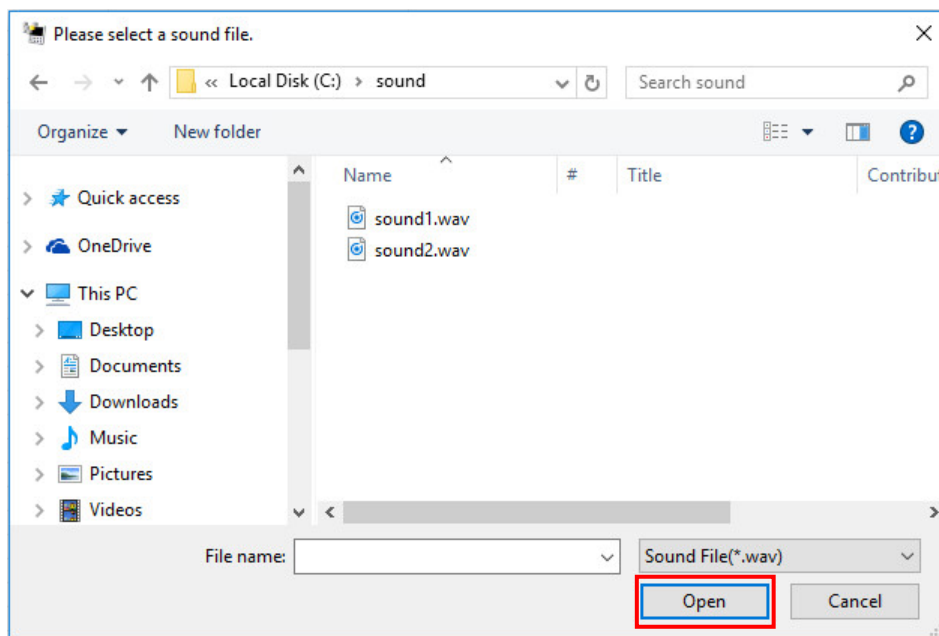 Please select a sound file.
« Local Disk (C:) > sound
Search sound
Organize
New folder
Name
#
Title
Contribu
Quick access
sound1.wav
sound2.wav
OneDrive
This PC
Desktop
Documents
Downloads
Music
Pictures
Videos
File name:
Sound File(*.wav)
Open
Cancel